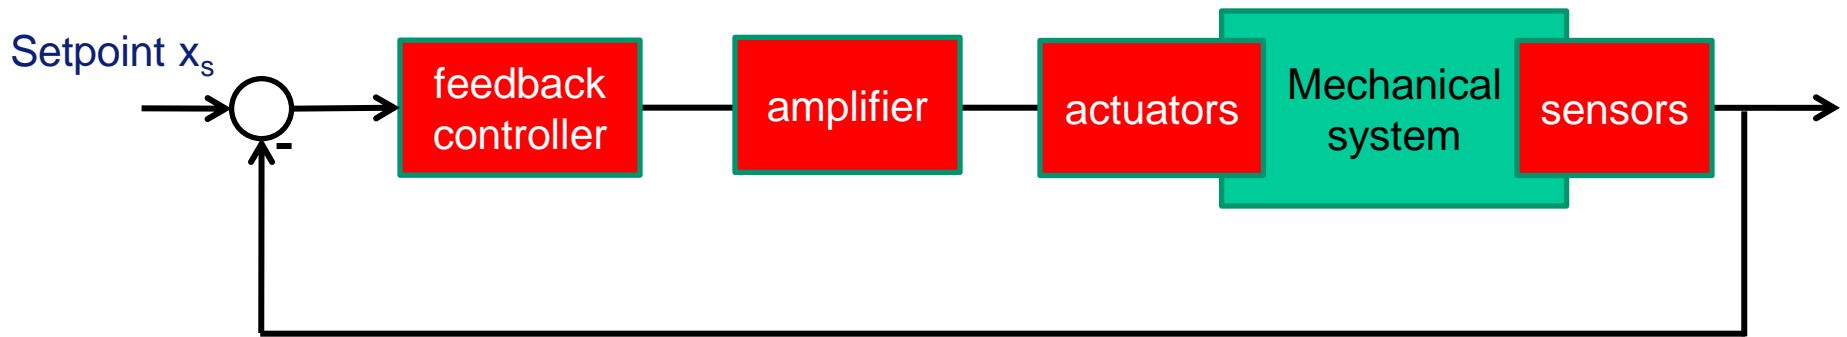 Setpoint xₛ
feedback
controller
amplifier
actuators
Mechanical
system
sensors
-